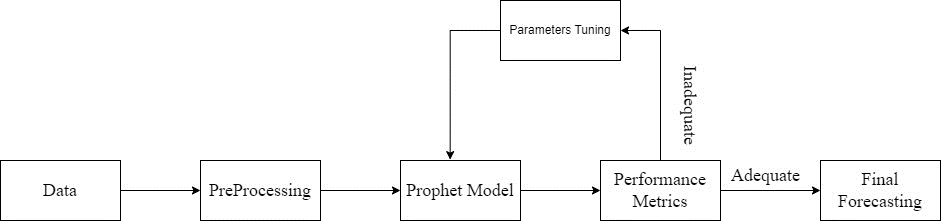 Parameters Tuning
Inadequate
Data
PreProcessing
Prophet Model
Performance
Metrics
Adequate
Final
Forecasting